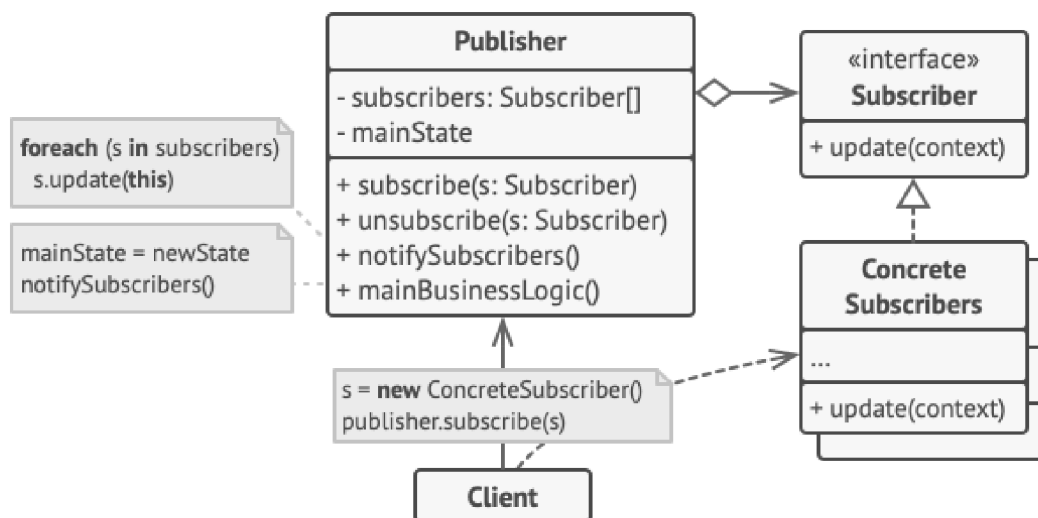 Publisher
- subscribers: Subscriber[]
- mainState
+ subscribe(s: Subscriber)
+ unsubscribe(s: Subscriber)
+ notifySubscribers()
+ mainBusinessLogic()
foreach (s in subscribers)
s.update(this)
mainState = newState
notifySubscribers()
«interface»
Subscriber
+ update(context)
Concrete
Subscribers
...
+ update(context)
s = new ConcreteSubscriber()
publisher.subscribe(s)
Client